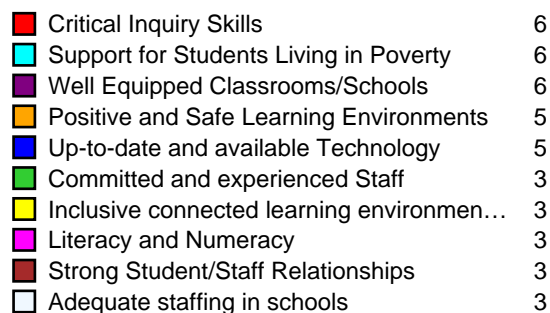 Critical Inquiry Skills 6
Support for Students Living in Poverty 6
Well Equipped Classrooms/Schools 6
Positive and Safe Learning Environments 5
Up-to-date and available Technology 5
Committed and experienced Staff 3
Inclusive connected learning environmen… 3
Literacy and Numeracy 3
Strong Student/Staff Relationships 3
Adequate staffing in schools 3